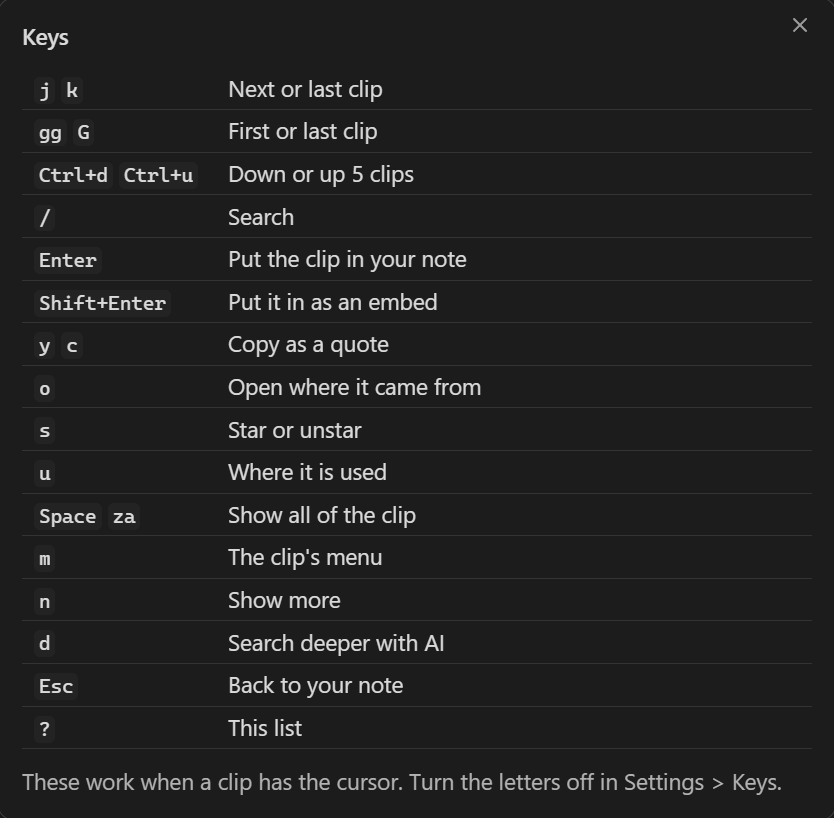 Keys
j k Next or last clip
gg G First or last clip
Ctrl+d Ctrl+u Down or up 5 clips
/ Search
Enter Put the clip in your note
Shift+Enter Put it in as an embed
y c Copy as a quote
o Open where it came from
s Star or unstar
u Where it is used
Space za Show all of the clip
m The clip's menu
n Show more
d Search deeper with AI
Esc Back to your note
? This list
These work when a clip has the cursor. Turn the letters off in Settings > Keys.